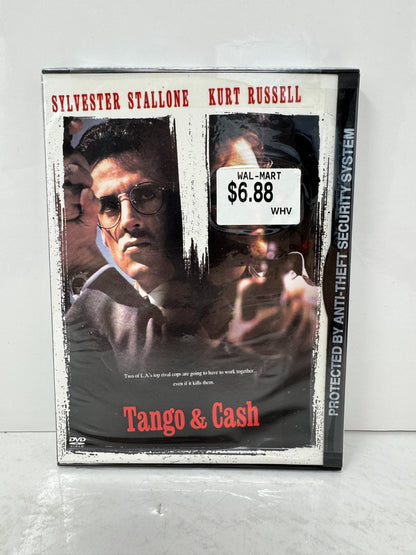 SYLVESTER STALLONE KURT RUSSELL
WAL-MART
$6.88
WHV
Two of L.A.'s top rival cops are going to have to work together...
even if it kills them.
Tango & Cash
DVD
PROTECTED BY ANTI-THEFT SECURITY SYSTEM